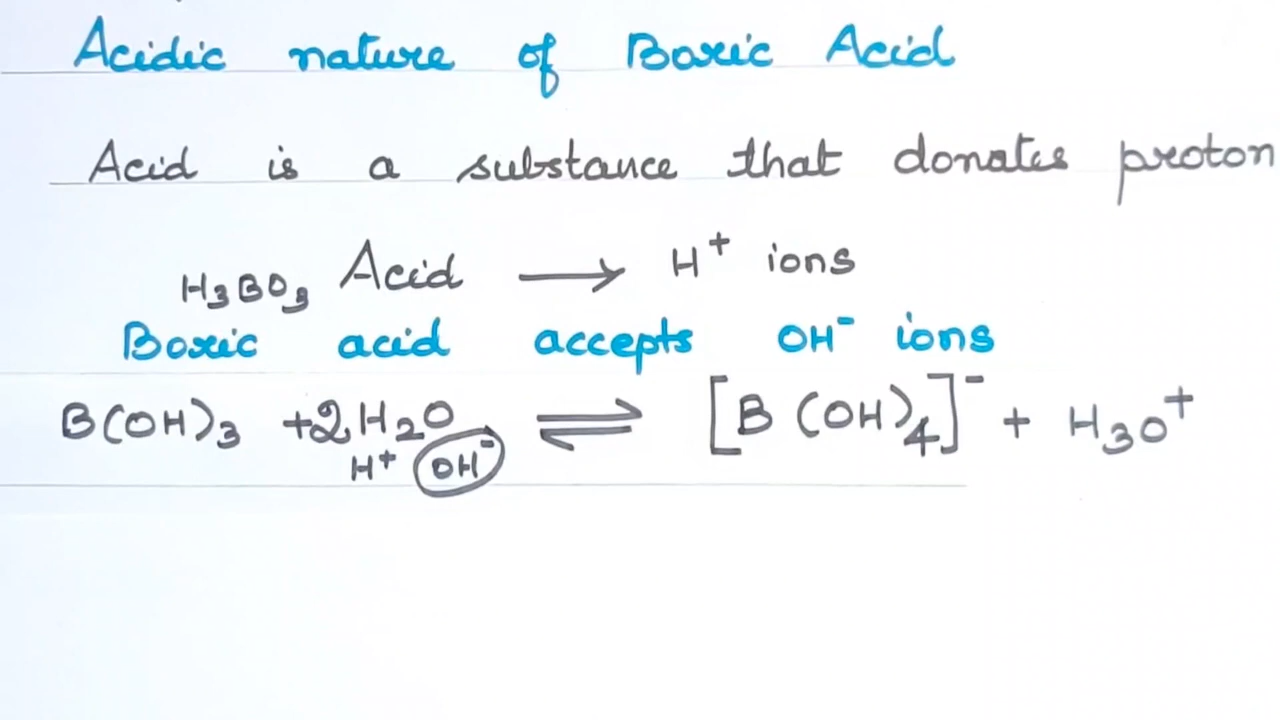 Acidic nature of Boric Acid
Acid is a substance that donates proton
H₃BO₃ Acid ⟶ H⁺ ions
Boric acid accepts OH⁻ ions
B(OH)₃ + 2H₂O ⇌ [B(OH)₄]⁻ + H₃O⁺
H⁺ OH⁻